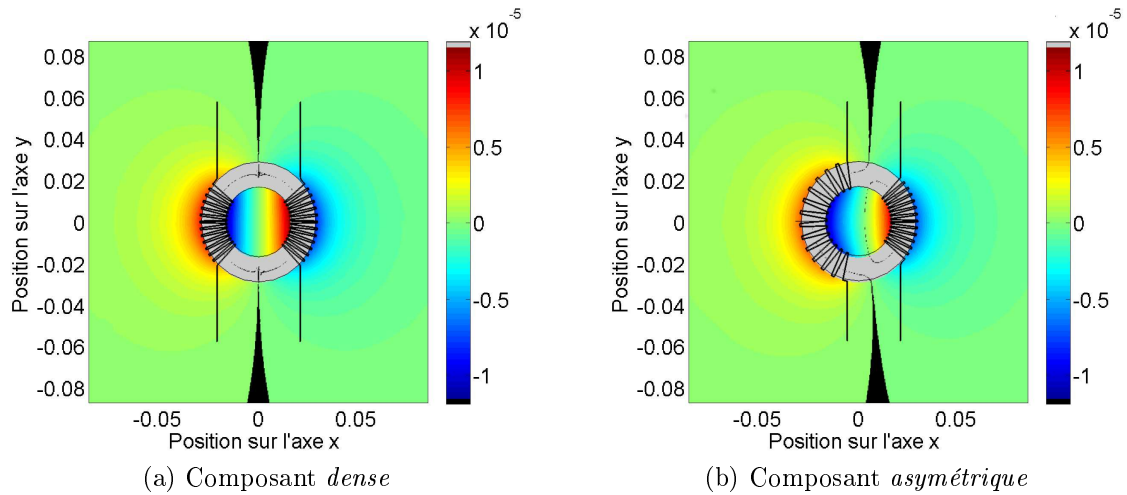 x 10^-5
0.08
0.06
0.04
0.02
0
-0.02
-0.04
-0.06
-0.08
Position sur l'axe y
-0.05 0 0.05
Position sur l'axe x
1
0.5
0
-0.5
-1
(a) Composant dense
x 10^-5
0.08
0.06
0.04
0.02
0
-0.02
-0.04
-0.06
-0.08
Position sur l'axe y
-0.05 0 0.05
Position sur l'axe x
1
0.5
0
-0.5
-1
(b) Composant asymétrique